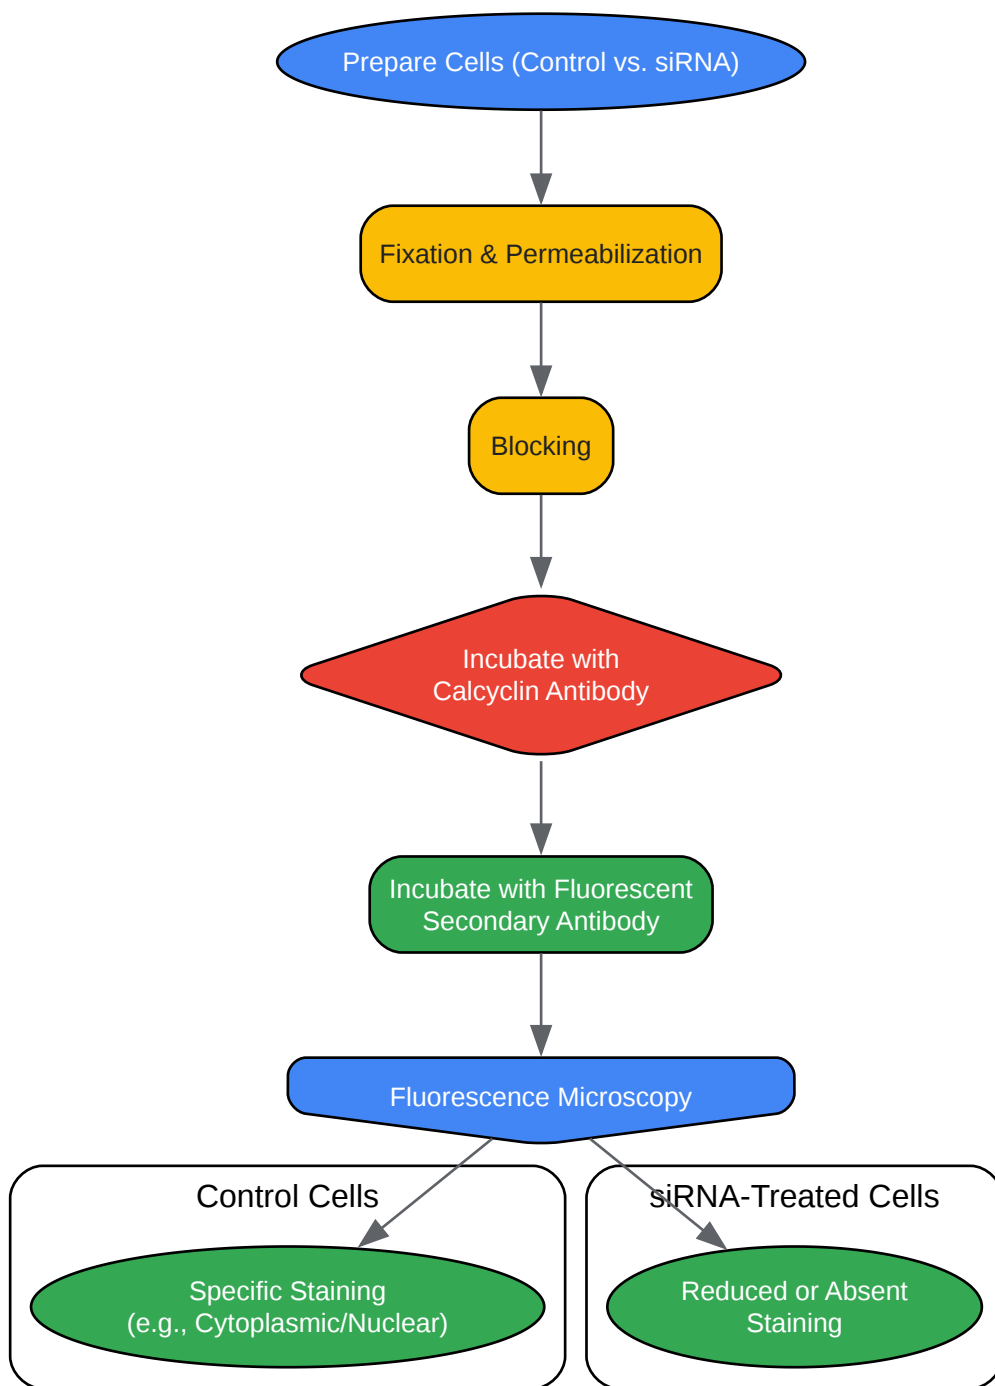 Prepare Cells (Control vs. siRNA)
Fixation & Permeabilization
Blocking
Incubate with
Calcyclin Antibody
Incubate with Fluorescent
Secondary Antibody
Fluorescence Microscopy
Control Cells
Specific Staining
(e.g., Cytoplasmic/Nuclear)
siRNA-Treated Cells
Reduced or Absent
Staining